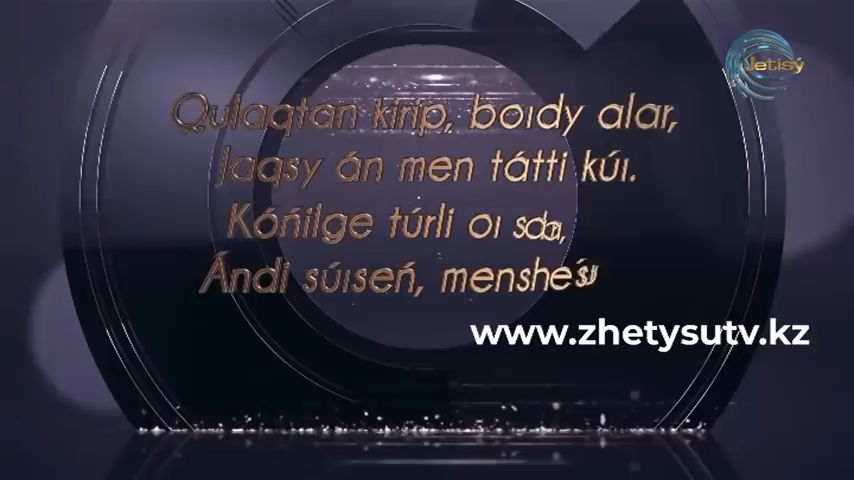 Jetisý
Qulaqtan kirip, boıdy alar,
Jaqsy án men tátti kúı.
Kóńilge túrli oı
Ándi súıseń,
www.zhetysutv.kz